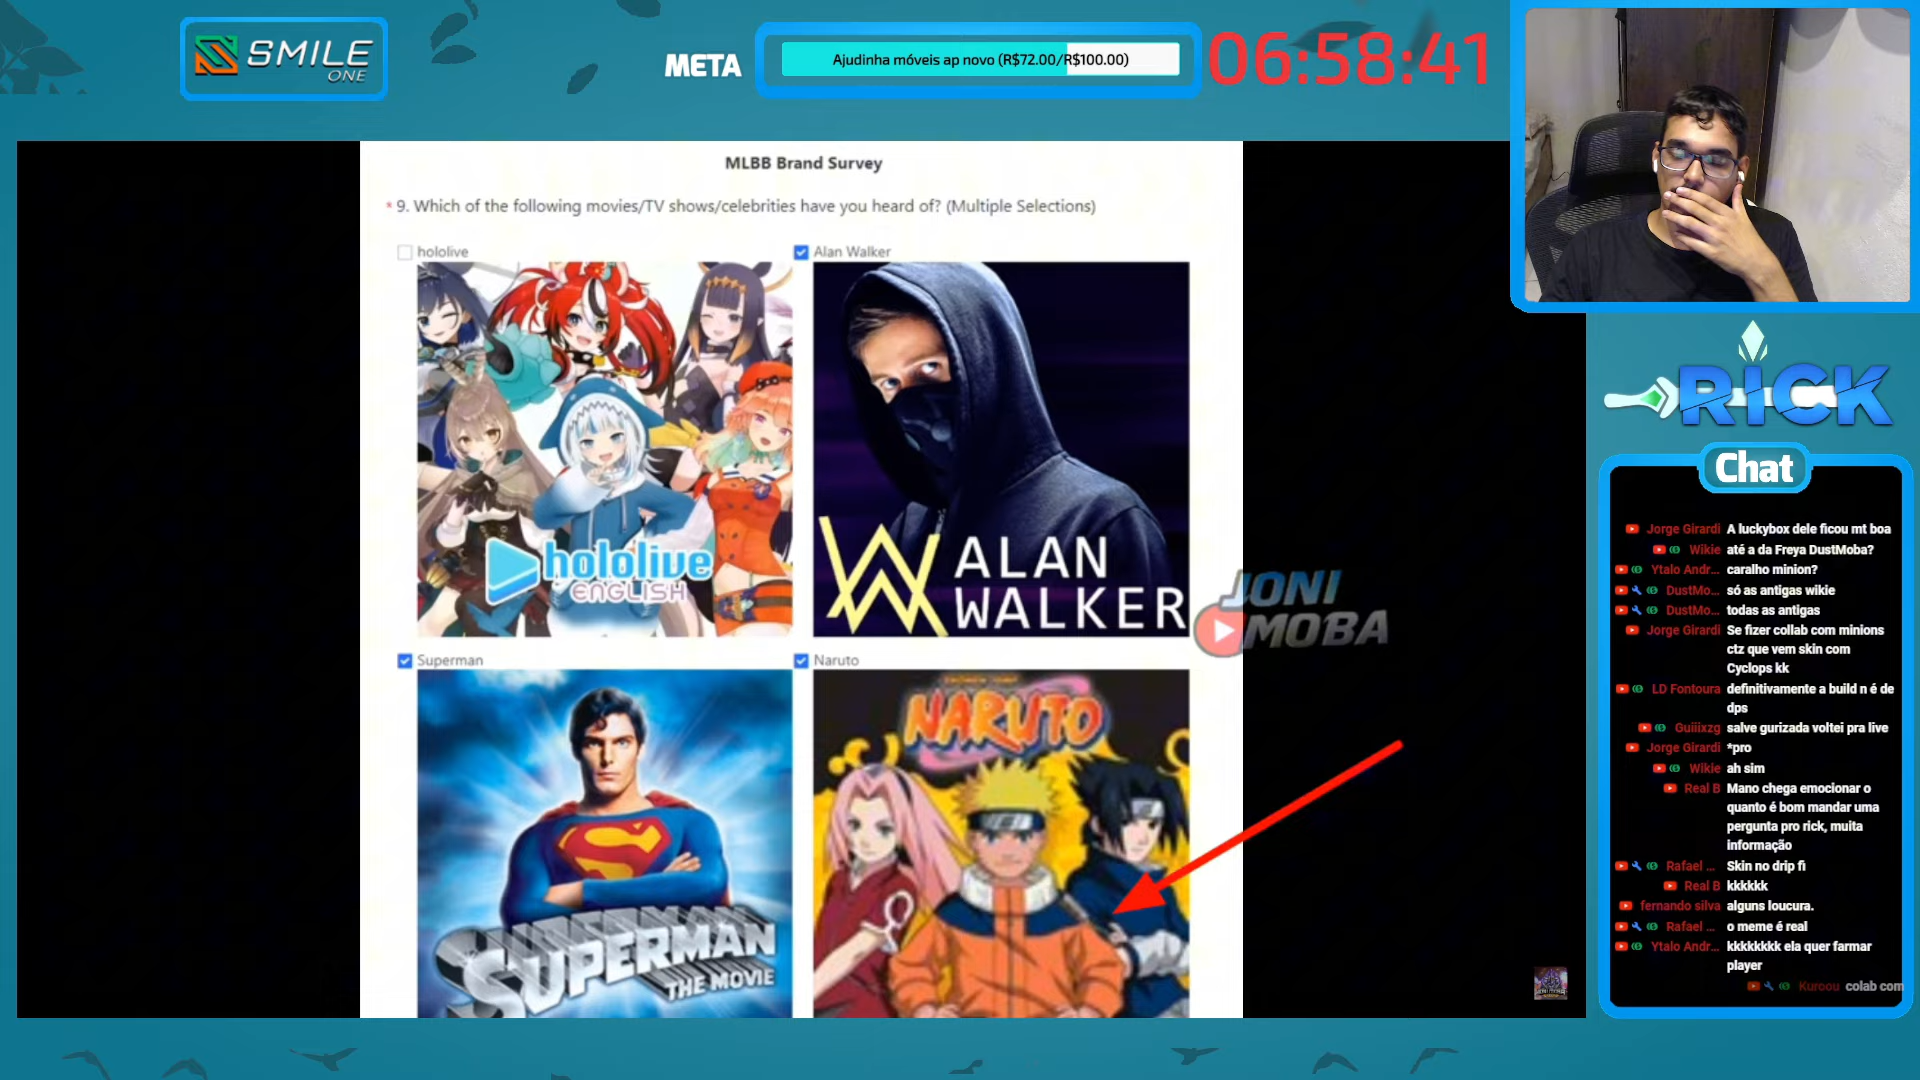 SMILE
ONE
META
Ajudinha móveis ap novo (R$72.00/R$100.00)
06:58:41
MLBB Brand Survey
* 9. Which of the following movies/TV shows/celebrities have you heard of? (Multiple Selections)
hololive
Alan Walker
hololive
ENGLISH
ALAN
WALKER
JONI
MOBA
Superman
Naruto
SUPERMAN
THE MOVIE
NARUTO
RICK
Chat
Jorge Girardi A luckybox dele ficou mt boa
Wikie até a da Freya DustMoba?
Ytalo Andr... caralho minion?
DustMo... só as antigas wikie
DustMo... todas as antigas
Jorge Girardi Se fizer collab com minions
ctz que vem skin com
Cyclops kk
LD Fontoura definitivamente a build n é de
dps
Guiiixzg salve gurizada voltei pra live
Jorge Girardi *pro
Wikie ah sim
Real B Mano chega emocionar o
quanto é bom mandar uma
pergunta pro rick, muita
informação
Rafael ... Skin no drip fi
Real B kkkkkk
fernando silva alguns loucura.
Rafael ... o meme é real
Ytalo Andr... kkkkkkkk ela quer farmar
player
Kuroou colab com